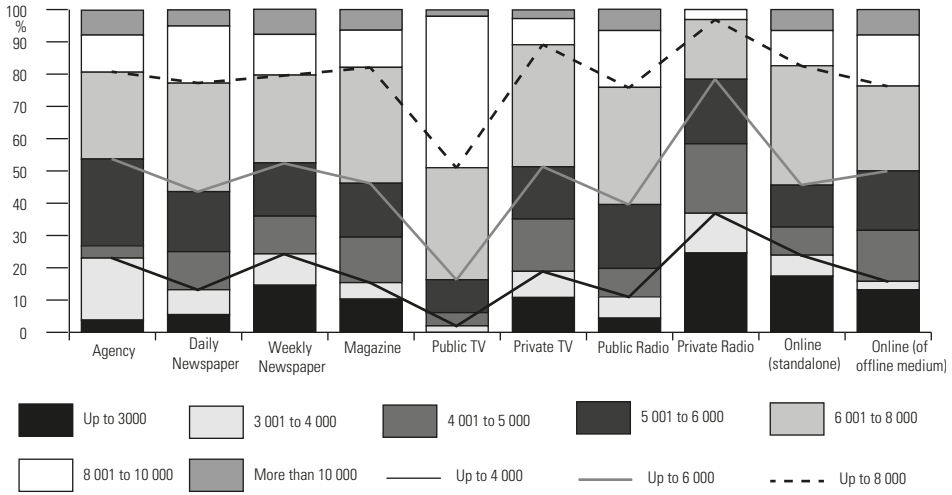 100
%
90
80
70
60
50
40
30
20
10
0
Agency
Daily
Newspaper
Weekly
Newspaper
Magazine
Public TV
Private TV
Public Radio
Private Radio
Online
(standalone)
Online (of
offline medium)
Up to 3000
3 001 to 4 000
4 001 to 5 000
5 001 to 6 000
6 001 to 8 000
8 001 to 10 000
More than 10 000
Up to 4 000
Up to 6 000
Up to 8 000